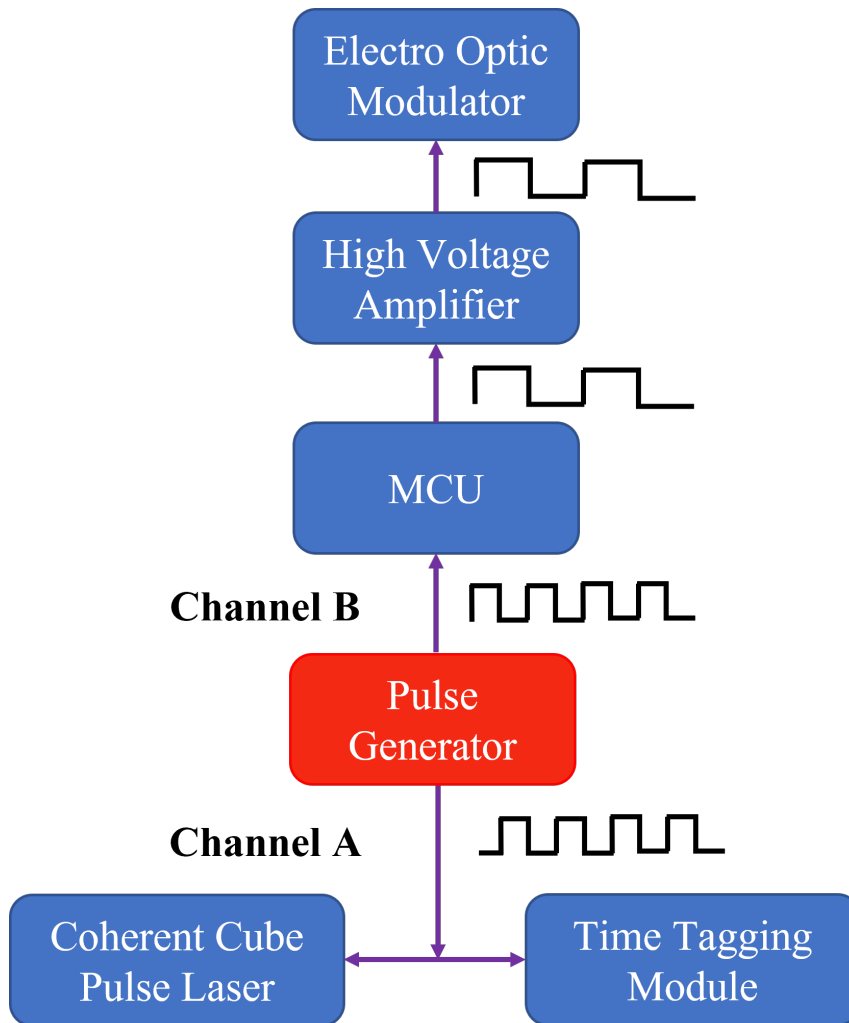 Electro Optic
Modulator
High Voltage
Amplifier
MCU
Channel B
Pulse
Generator
Channel A
Coherent Cube
Pulse Laser
Time Tagging
Module